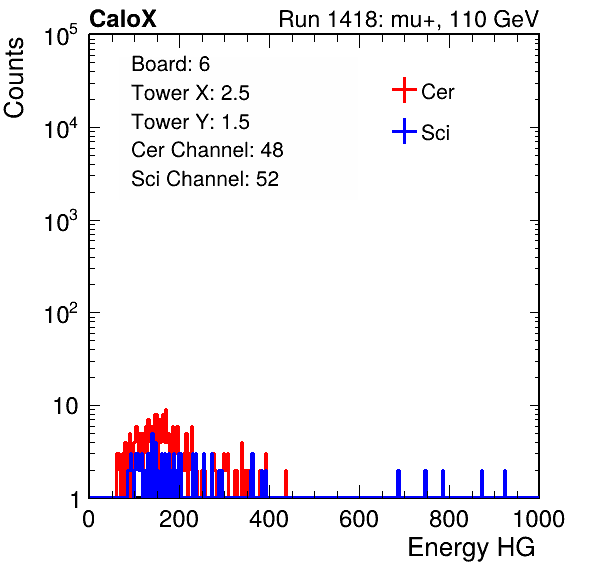 CaloX Run 1418: mu+, 110 GeV
Counts
Board: 6
Tower X: 2.5
Tower Y: 1.5
Cer Channel: 48
Sci Channel: 52
Cer
Sci
10^5
10^4
10^3
10^2
10
1
0 200 400 600 800 1000
Energy HG